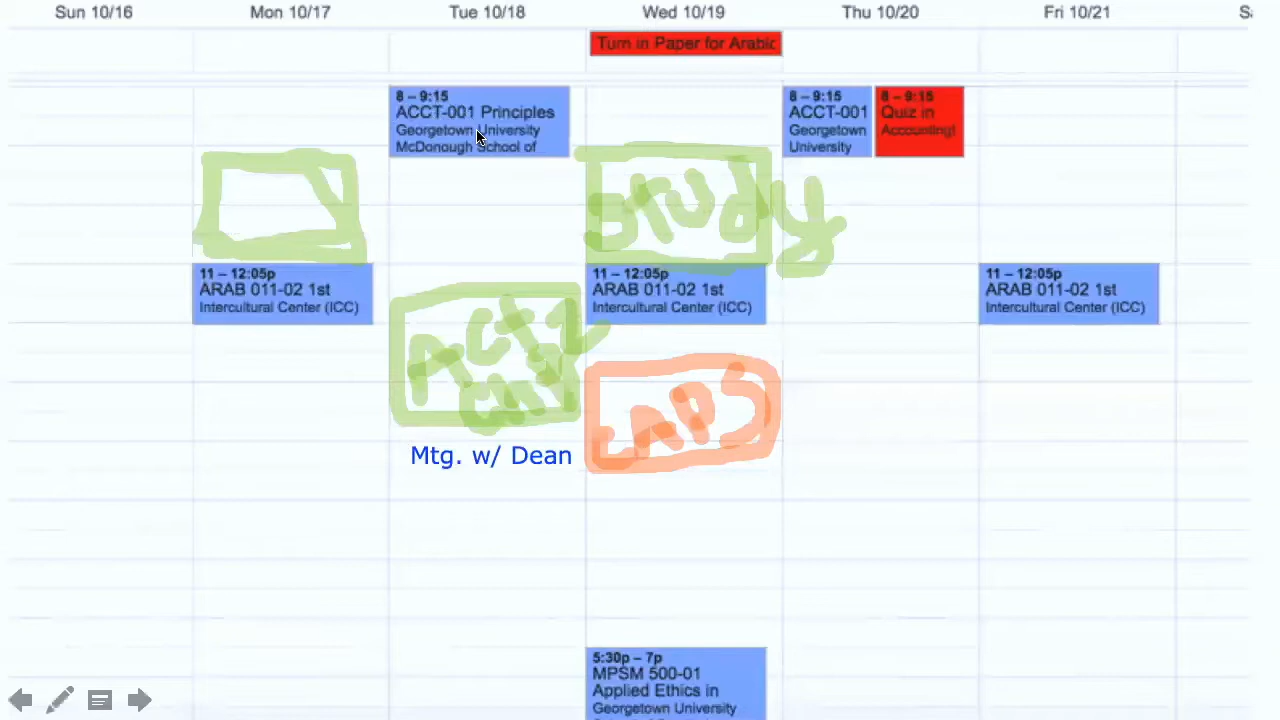 Sun 10/16 Mon 10/17 Tue 10/18 Wed 10/19 Thu 10/20 Fri 10/21 Sa
Turn in Paper for Arabic
8 – 9:15
ACCT-001 Principles
Georgetown University
McDonough School of
8 – 9:15
ACCT-001
Georgetown
University
8 – 9:15
Quiz in
Accounting!
Study
11 – 12:05p
ARAB 011-02 1st
Intercultural Center (ICC)
11 – 12:05p
ARAB 011-02 1st
Intercultural Center (ICC)
11 – 12:05p
ARAB 011-02 1st
Intercultural Center (ICC)
CAPS
Mtg. w/ Dean
5:30p – 7p
MPSM 500-01
Applied Ethics in
Georgetown University